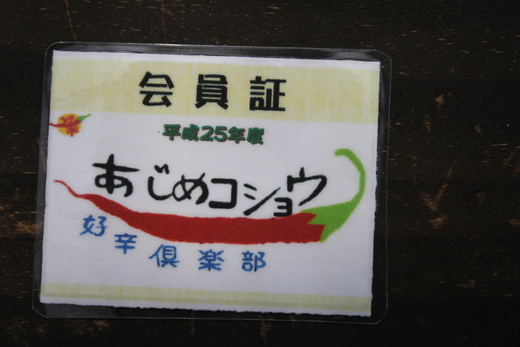 会員証
平成25年度
あじめコショウ
好辛倶楽部